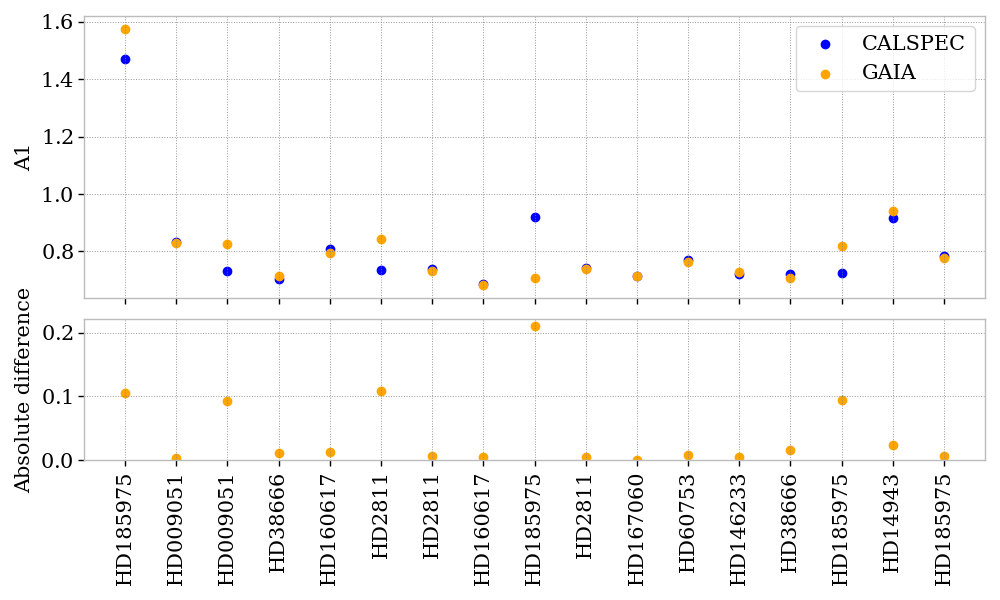 1.6
1.4
1.2
1.0
0.8
A1
CALSPEC
GAIA
0.2
0.1
0.0
Absolute difference
HD185975
HD009051
HD009051
HD38666
HD160617
HD2811
HD2811
HD160617
HD185975
HD2811
HD167060
HD60753
HD146233
HD38666
HD185975
HD14943
HD185975